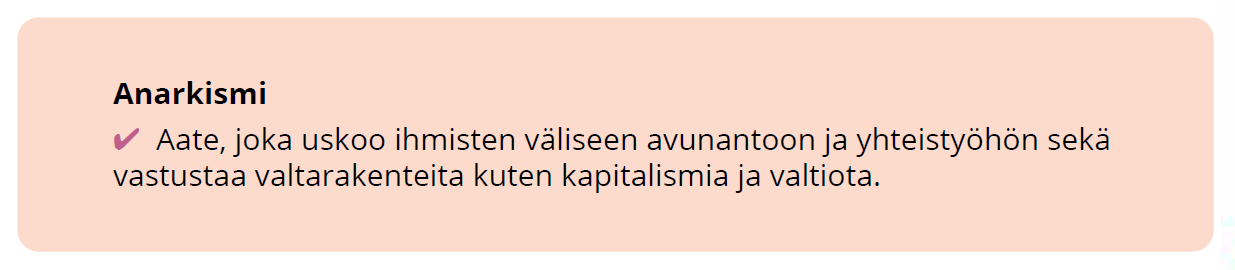 Anarkismi
✔ Aate, joka uskoo ihmisten väliseen avunantoon ja yhteistyöhön sekä
vastustaa valtarakenteita kuten kapitalismia ja valtiota.